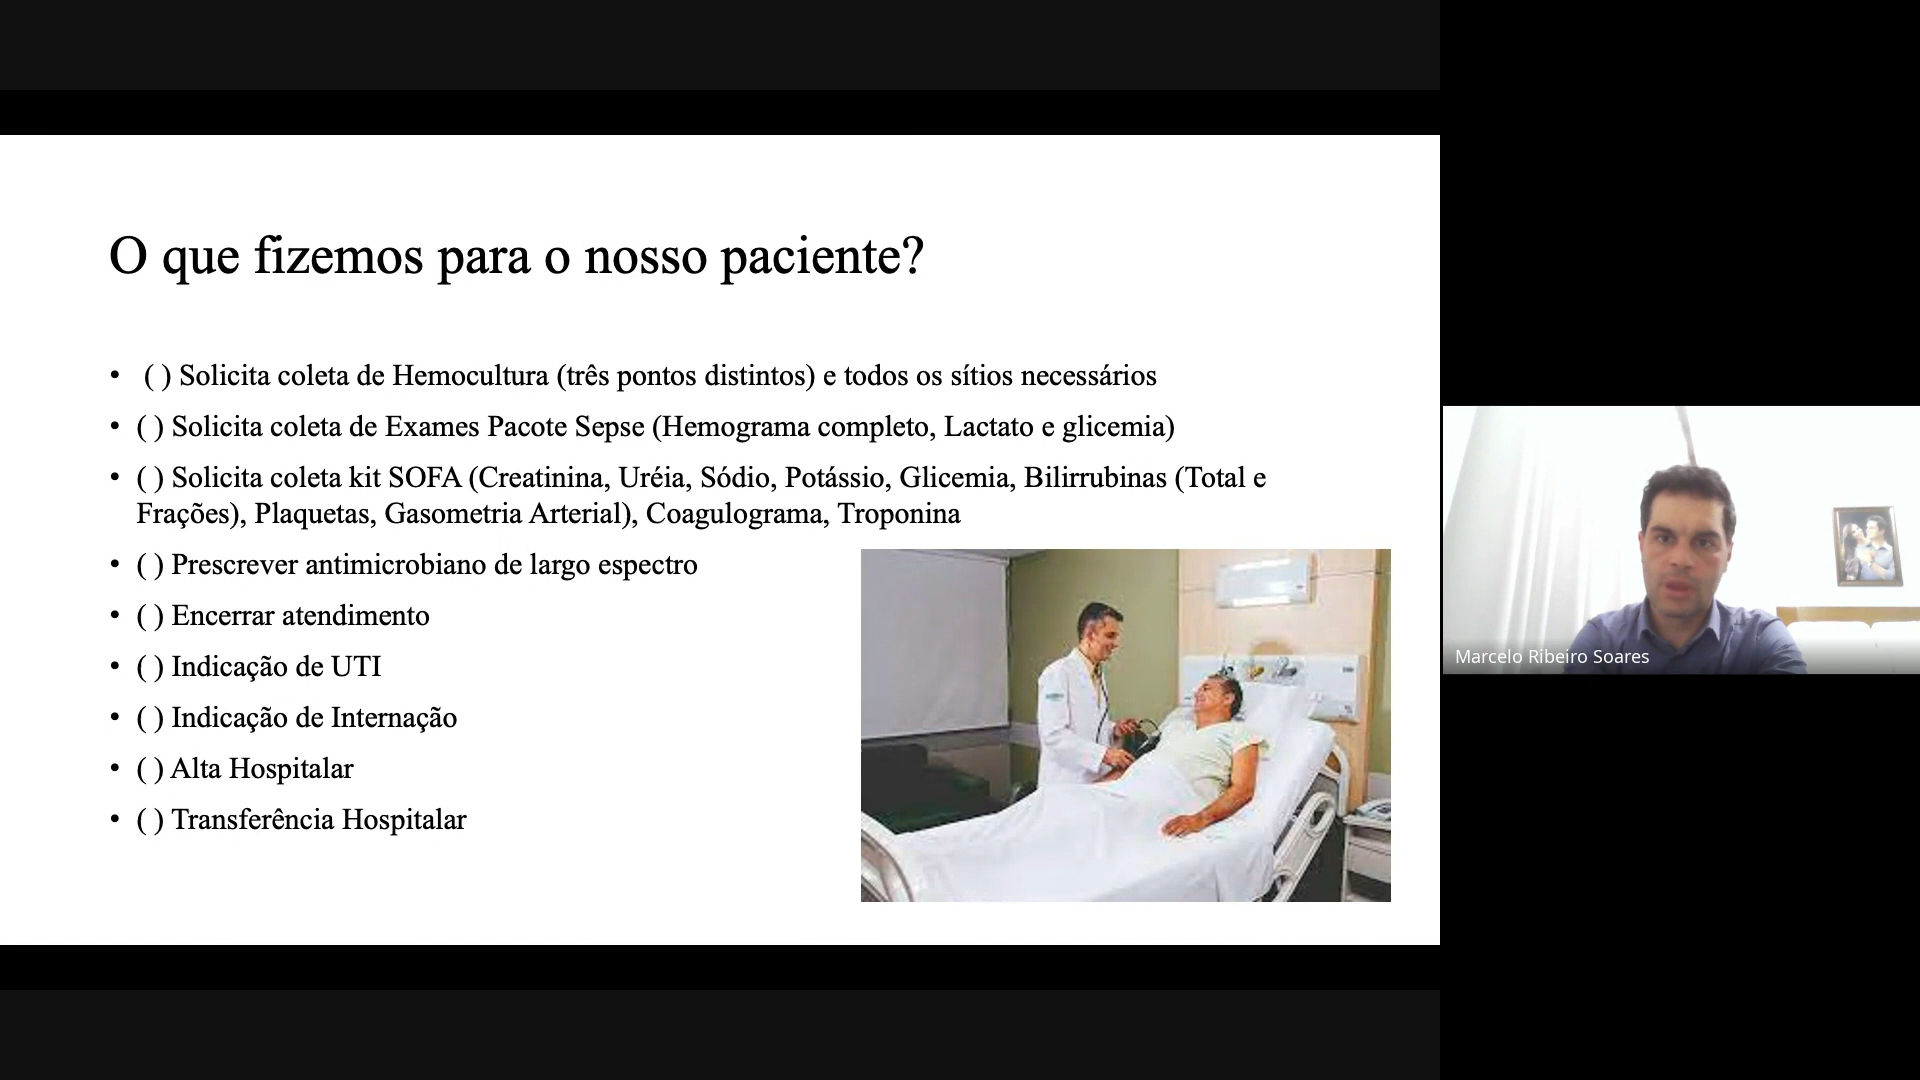 O que fizemos para o nosso paciente?
• ( ) Solicita coleta de Hemocultura (três pontos distintos) e todos os sítios necessários
• ( ) Solicita coleta de Exames Pacote Sepse (Hemograma completo, Lactato e glicemia)
• ( ) Solicita coleta kit SOFA (Creatinina, Uréia, Sódio, Potássio, Glicemia, Bilirrubinas (Total e
Frações), Plaquetas, Gasometria Arterial), Coagulograma, Troponina
• ( ) Prescrever antimicrobiano de largo espectro
• ( ) Encerrar atendimento
• ( ) Indicação de UTI
• ( ) Indicação de Internação
• ( ) Alta Hospitalar
• ( ) Transferência Hospitalar
Marcelo Ribeiro Soares